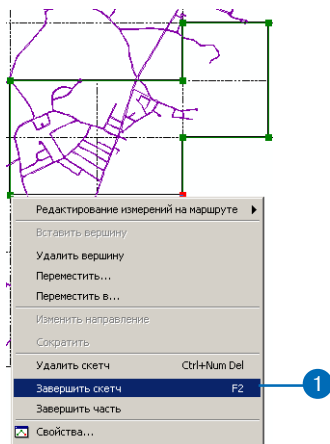 Редактирование измерений на маршруте
Вставить вершину
Удалить вершину
Переместить...
Переместить в...
Изменить направление
Сократить
Удалить скетч Ctrl+Num Del
Завершить скетч F2
1
Завершить часть
Свойства...